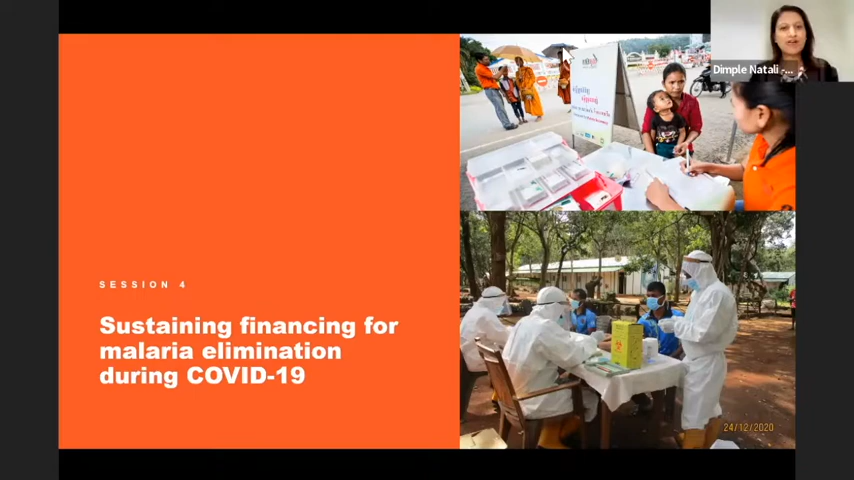 Dimple Natali -...
SESSION 4
Sustaining financing for
malaria elimination
during COVID-19
24/12/2020